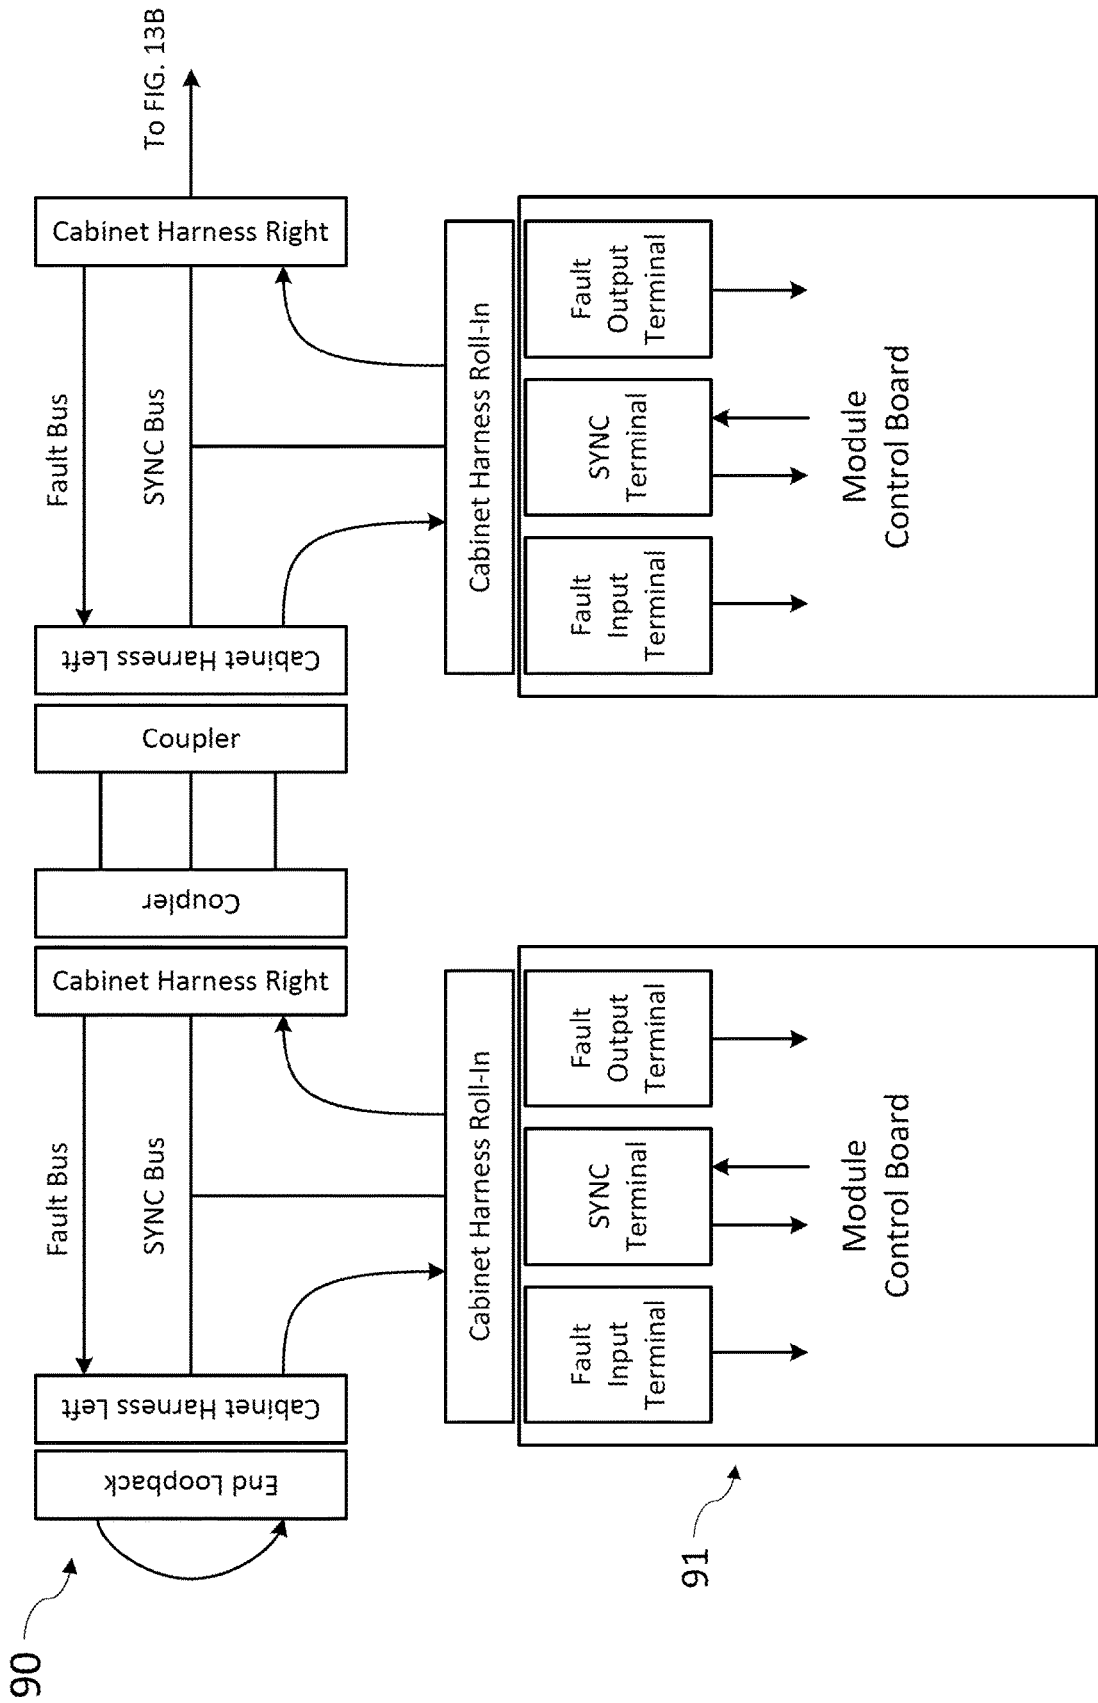 90
End Loopback
Cabinet Harness Left
Fault Bus
SYNC Bus
Cabinet Harness Right
Coupler
Coupler
Cabinet Harness Left
Fault Bus
SYNC Bus
Cabinet Harness Right
To FIG. 13B
91
Cabinet Harness Roll-In
Fault
Input
Terminal
SYNC
Terminal
Fault
Output
Terminal
Module
Control Board
Cabinet Harness Roll-In
Fault
Input
Terminal
SYNC
Terminal
Fault
Output
Terminal
Module
Control Board